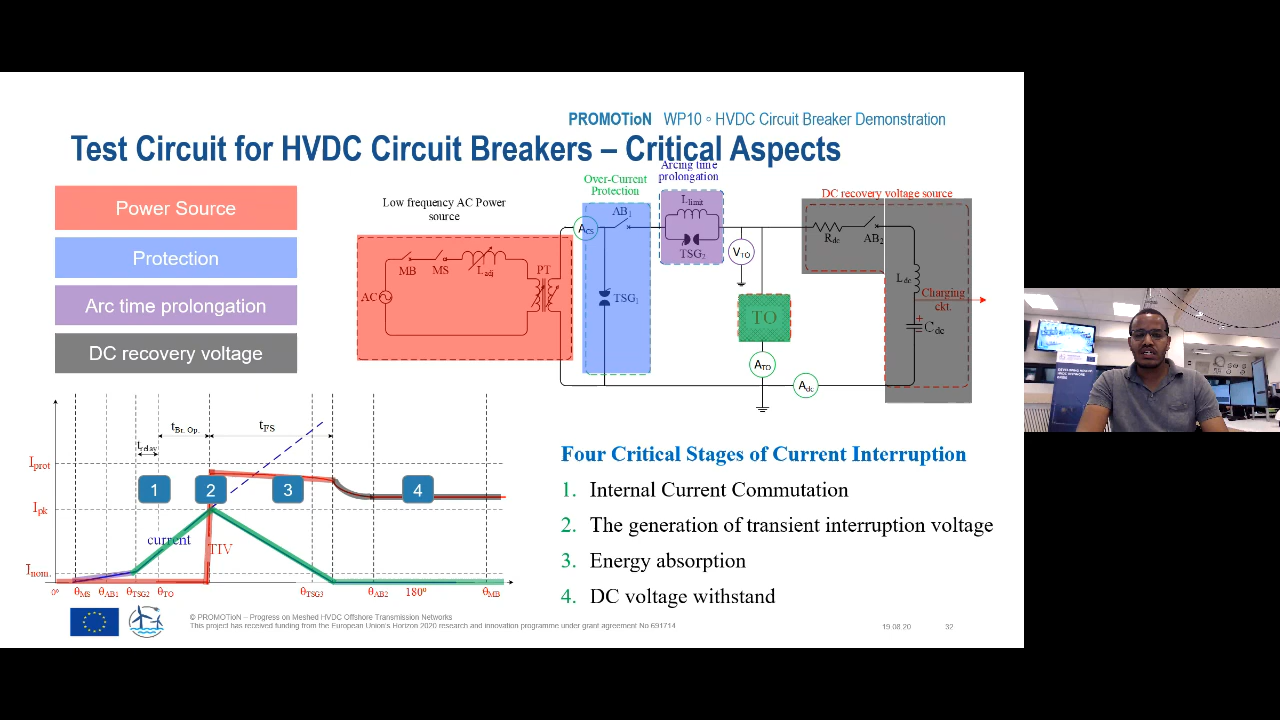 PROMOTioN WP10 ◦ HVDC Circuit Breaker Demonstration
Test Circuit for HVDC Circuit Breakers – Critical Aspects
Power Source
Protection
Arc time prolongation
DC recovery voltage
Low frequency AC Power
source
Over-Current
Protection
Arcing time
prolongation
DC recovery voltage source
MB
MS
Ladj
PT
AC
ACS
AB1
TSG1
Llimit
TSG2
VTO
TO
ATO
Adc
Rdc
AB2
Ldc
Charging
ckt.
+
Cdc
tBr. Op.
tFS
trelay
Iprot
Ipk
Inom.
1
2
3
4
current
TIV
0° θMS θAB1 θTSG2 θTO θTSG3 θAB2 180° θMB
Four Critical Stages of Current Interruption
1. Internal Current Commutation
2. The generation of transient interruption voltage
3. Energy absorption
4. DC voltage withstand
© PROMOTioN – Progress on Meshed HVDC Offshore Transmission Networks
This project has received funding from the European Union's Horizon 2020 research and innovation programme under grant agreement No 691714
19.08.20 32